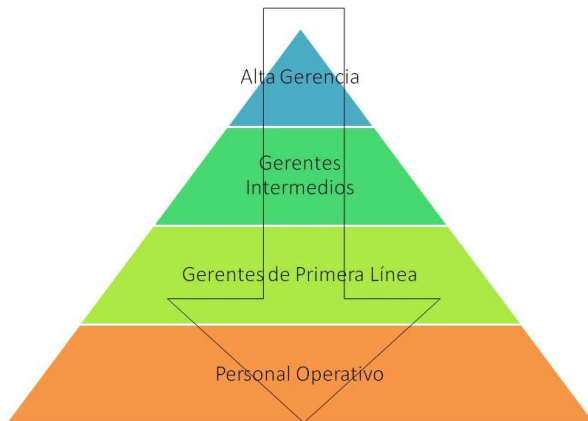 Alta Gerencia
Gerentes
Intermedios
Gerentes de Primera Línea
Personal Operativo